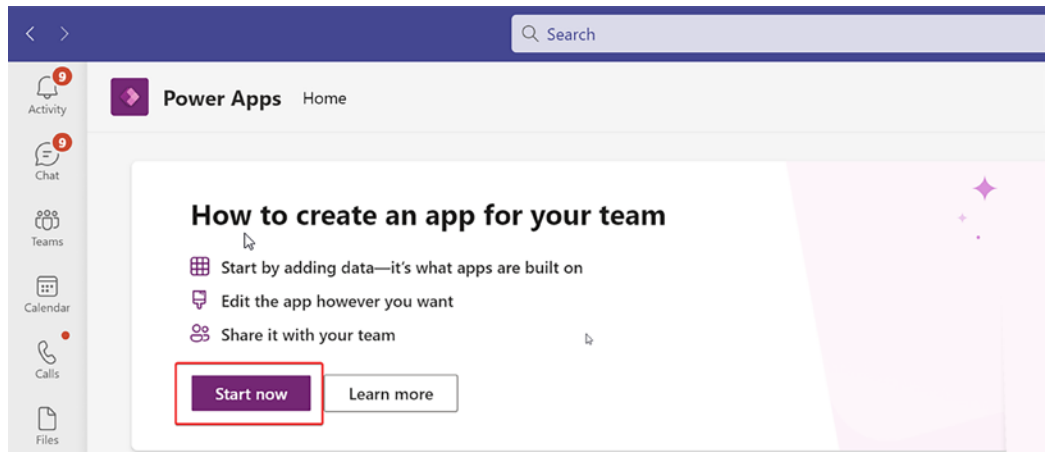 Search
9
Activity
Power Apps Home
9
Chat
Teams
Calendar
Calls
Files
How to create an app for your team
Start by adding data—it's what apps are built on
Edit the app however you want
Share it with your team
Start now Learn more